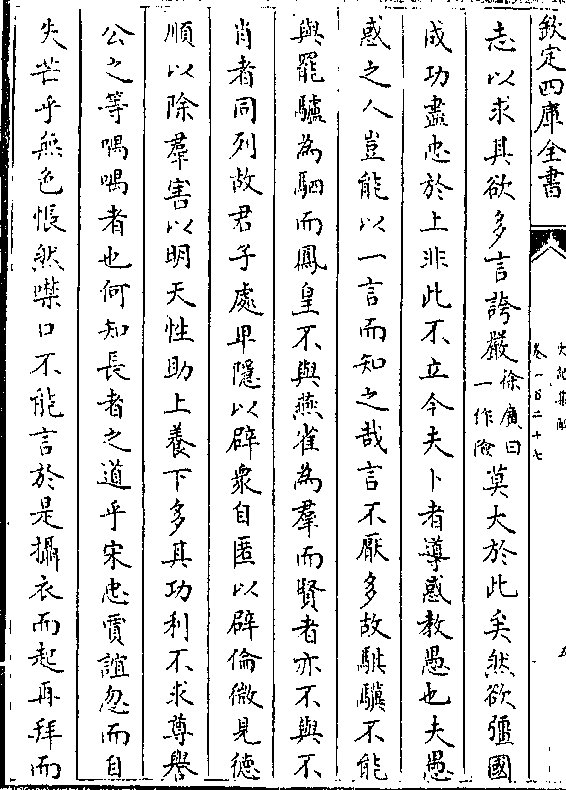 欽定四庫全書
史記集解
卷一百二十七
五
志以求其欲多言誇嚴徐廣曰一作險莫大於此矣然欲彊國
成功盡忠於上非此不立今夫卜者導惑教愚也夫愚
惑之人豈能以一言而知之哉言不厭多故騏驥不能
與罷驢為駟而鳳皇不與燕雀為羣而賢者亦不與不
肖者同列故君子處卑隱以辟衆自匿以辟倫微見德
順以除羣害以明天性助上養下多其功利不求尊譽
公之等喁喁者也何知長者之道乎宋忠賈誼忽而自
失芒乎無色悵然噤口不能言於是攝衣而起再拜而